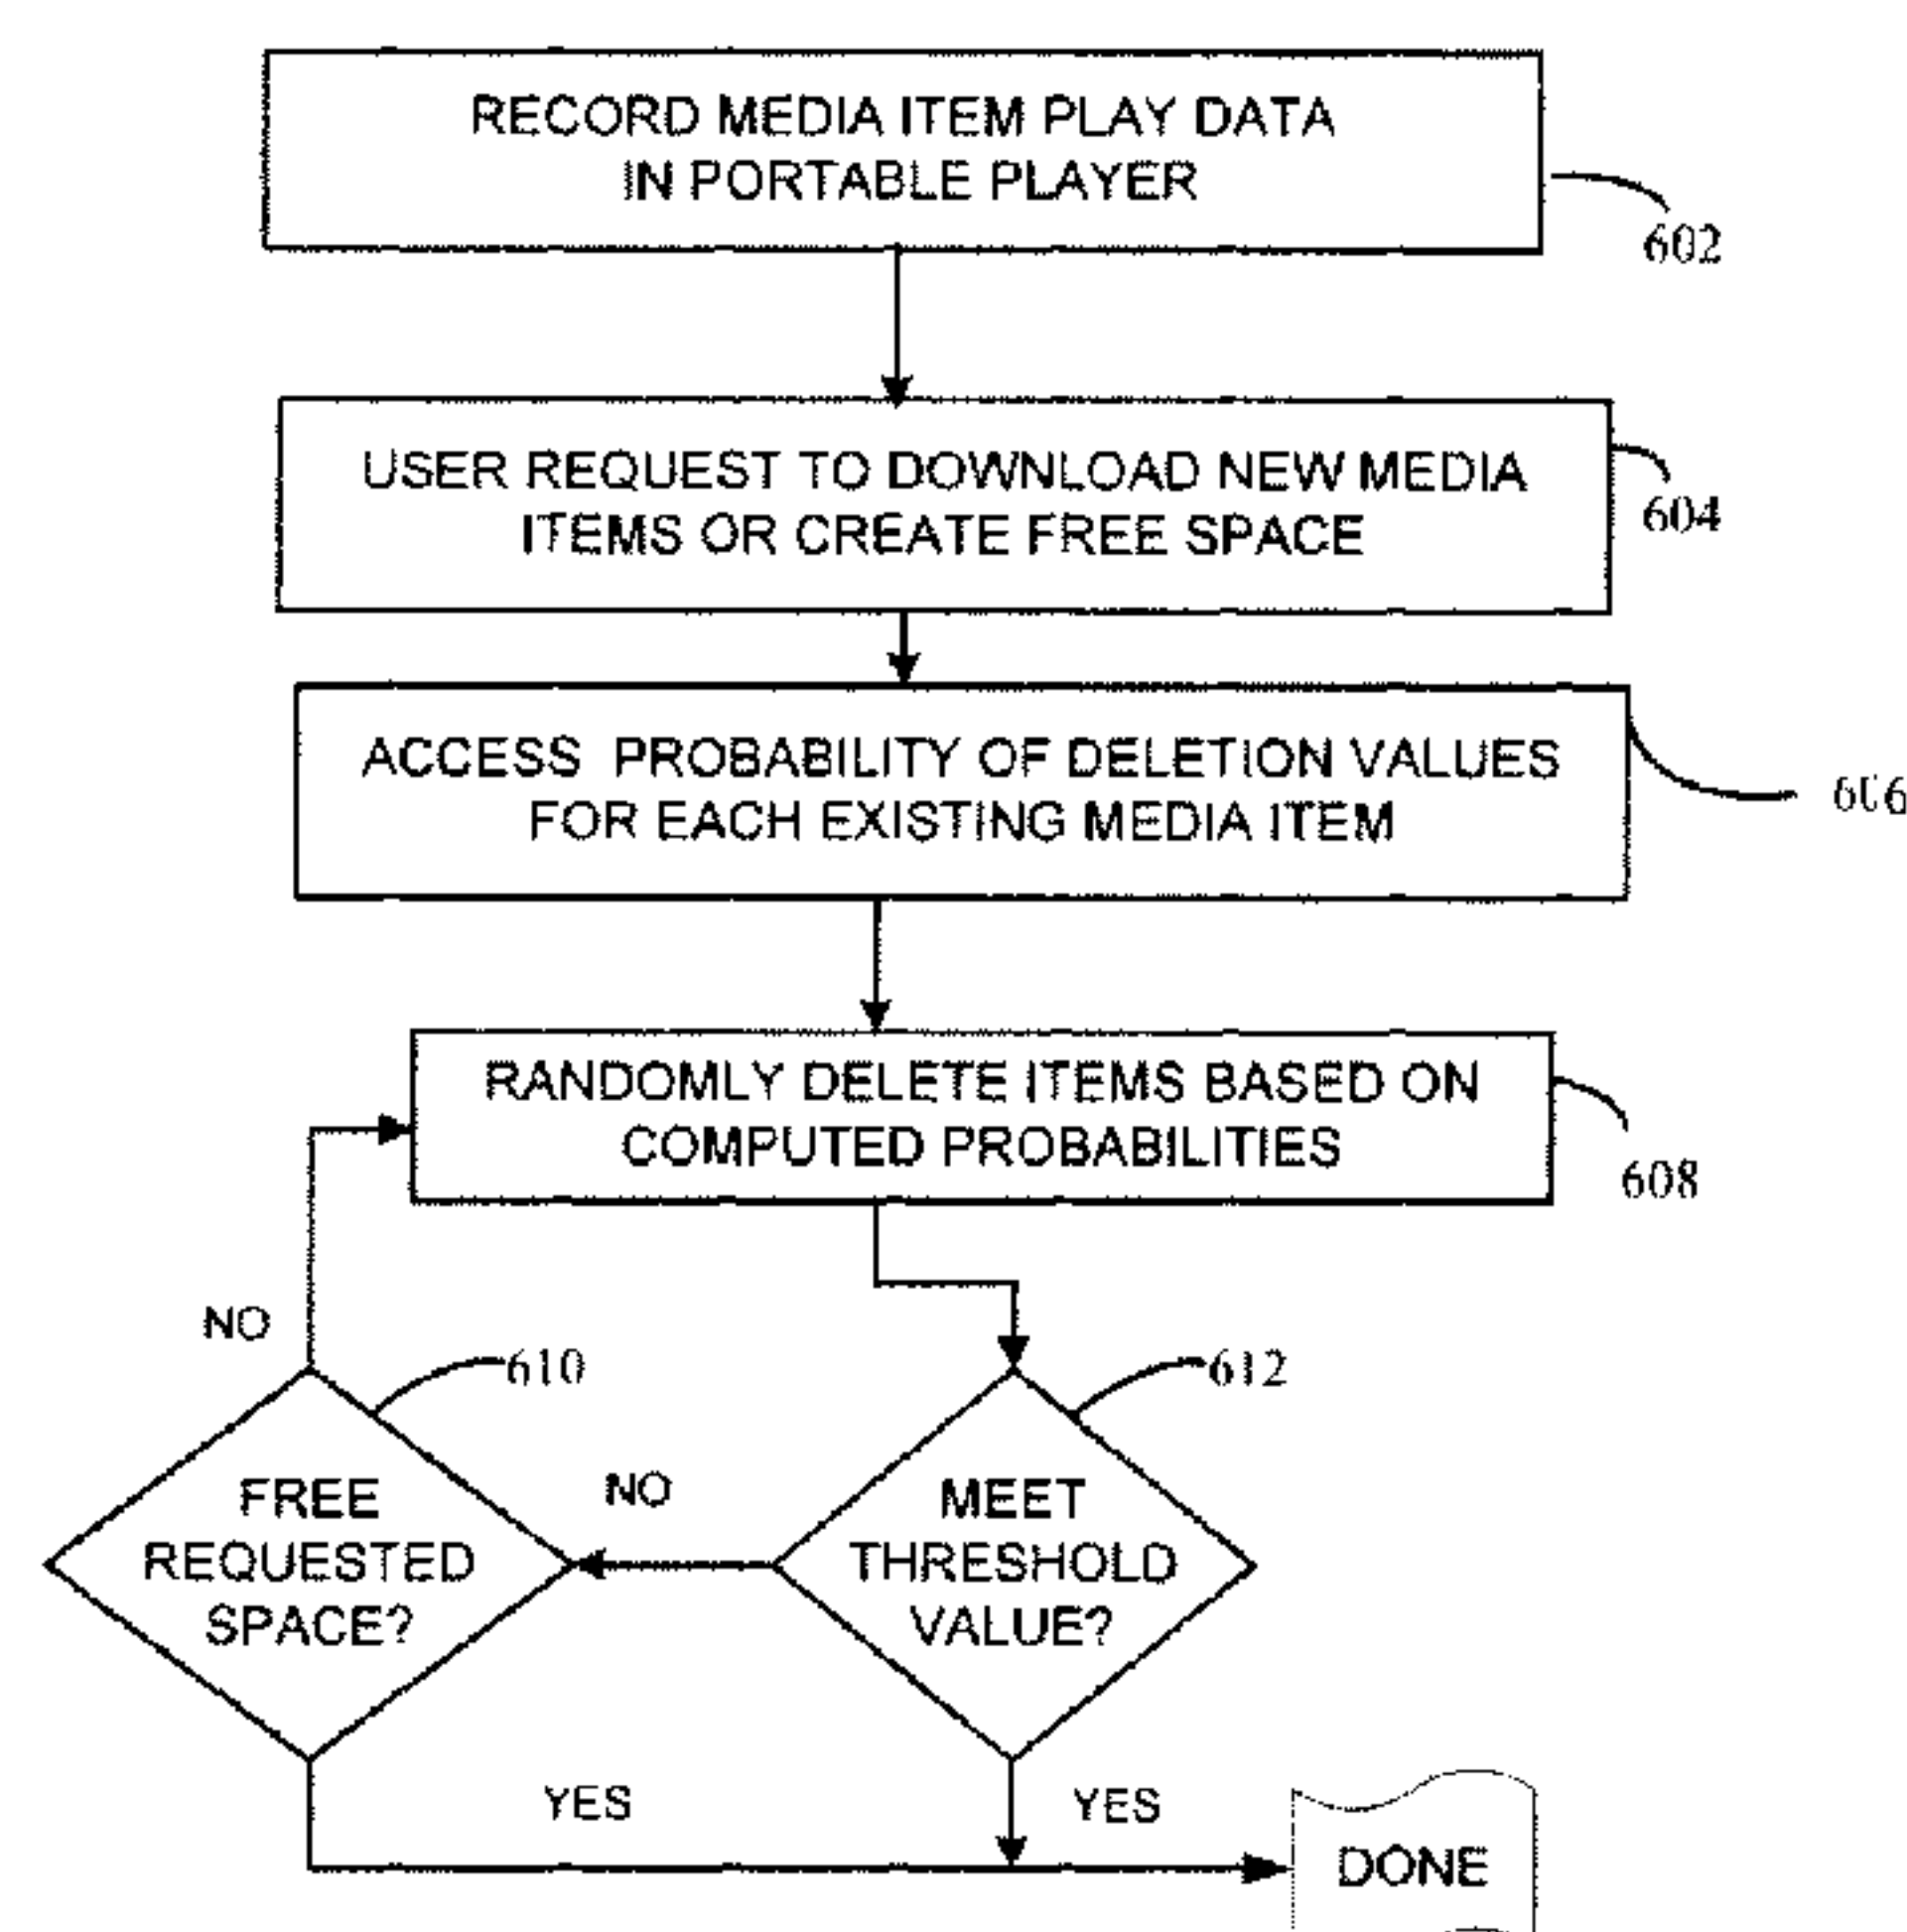 RECORD MEDIA ITEM PLAY DATA
IN PORTABLE PLAYER
602
USER REQUEST TO DOWNLOAD NEW MEDIA
ITEMS OR CREATE FREE SPACE
604
ACCESS PROBABILITY OF DELETION VALUES
FOR EACH EXISTING MEDIA ITEM
606
RANDOMLY DELETE ITEMS BASED ON
COMPUTED PROBABILITIES
608
NO
610
612
FREE
REQUESTED
SPACE?
NO
MEET
THRESHOLD
VALUE?
YES
YES
DONE